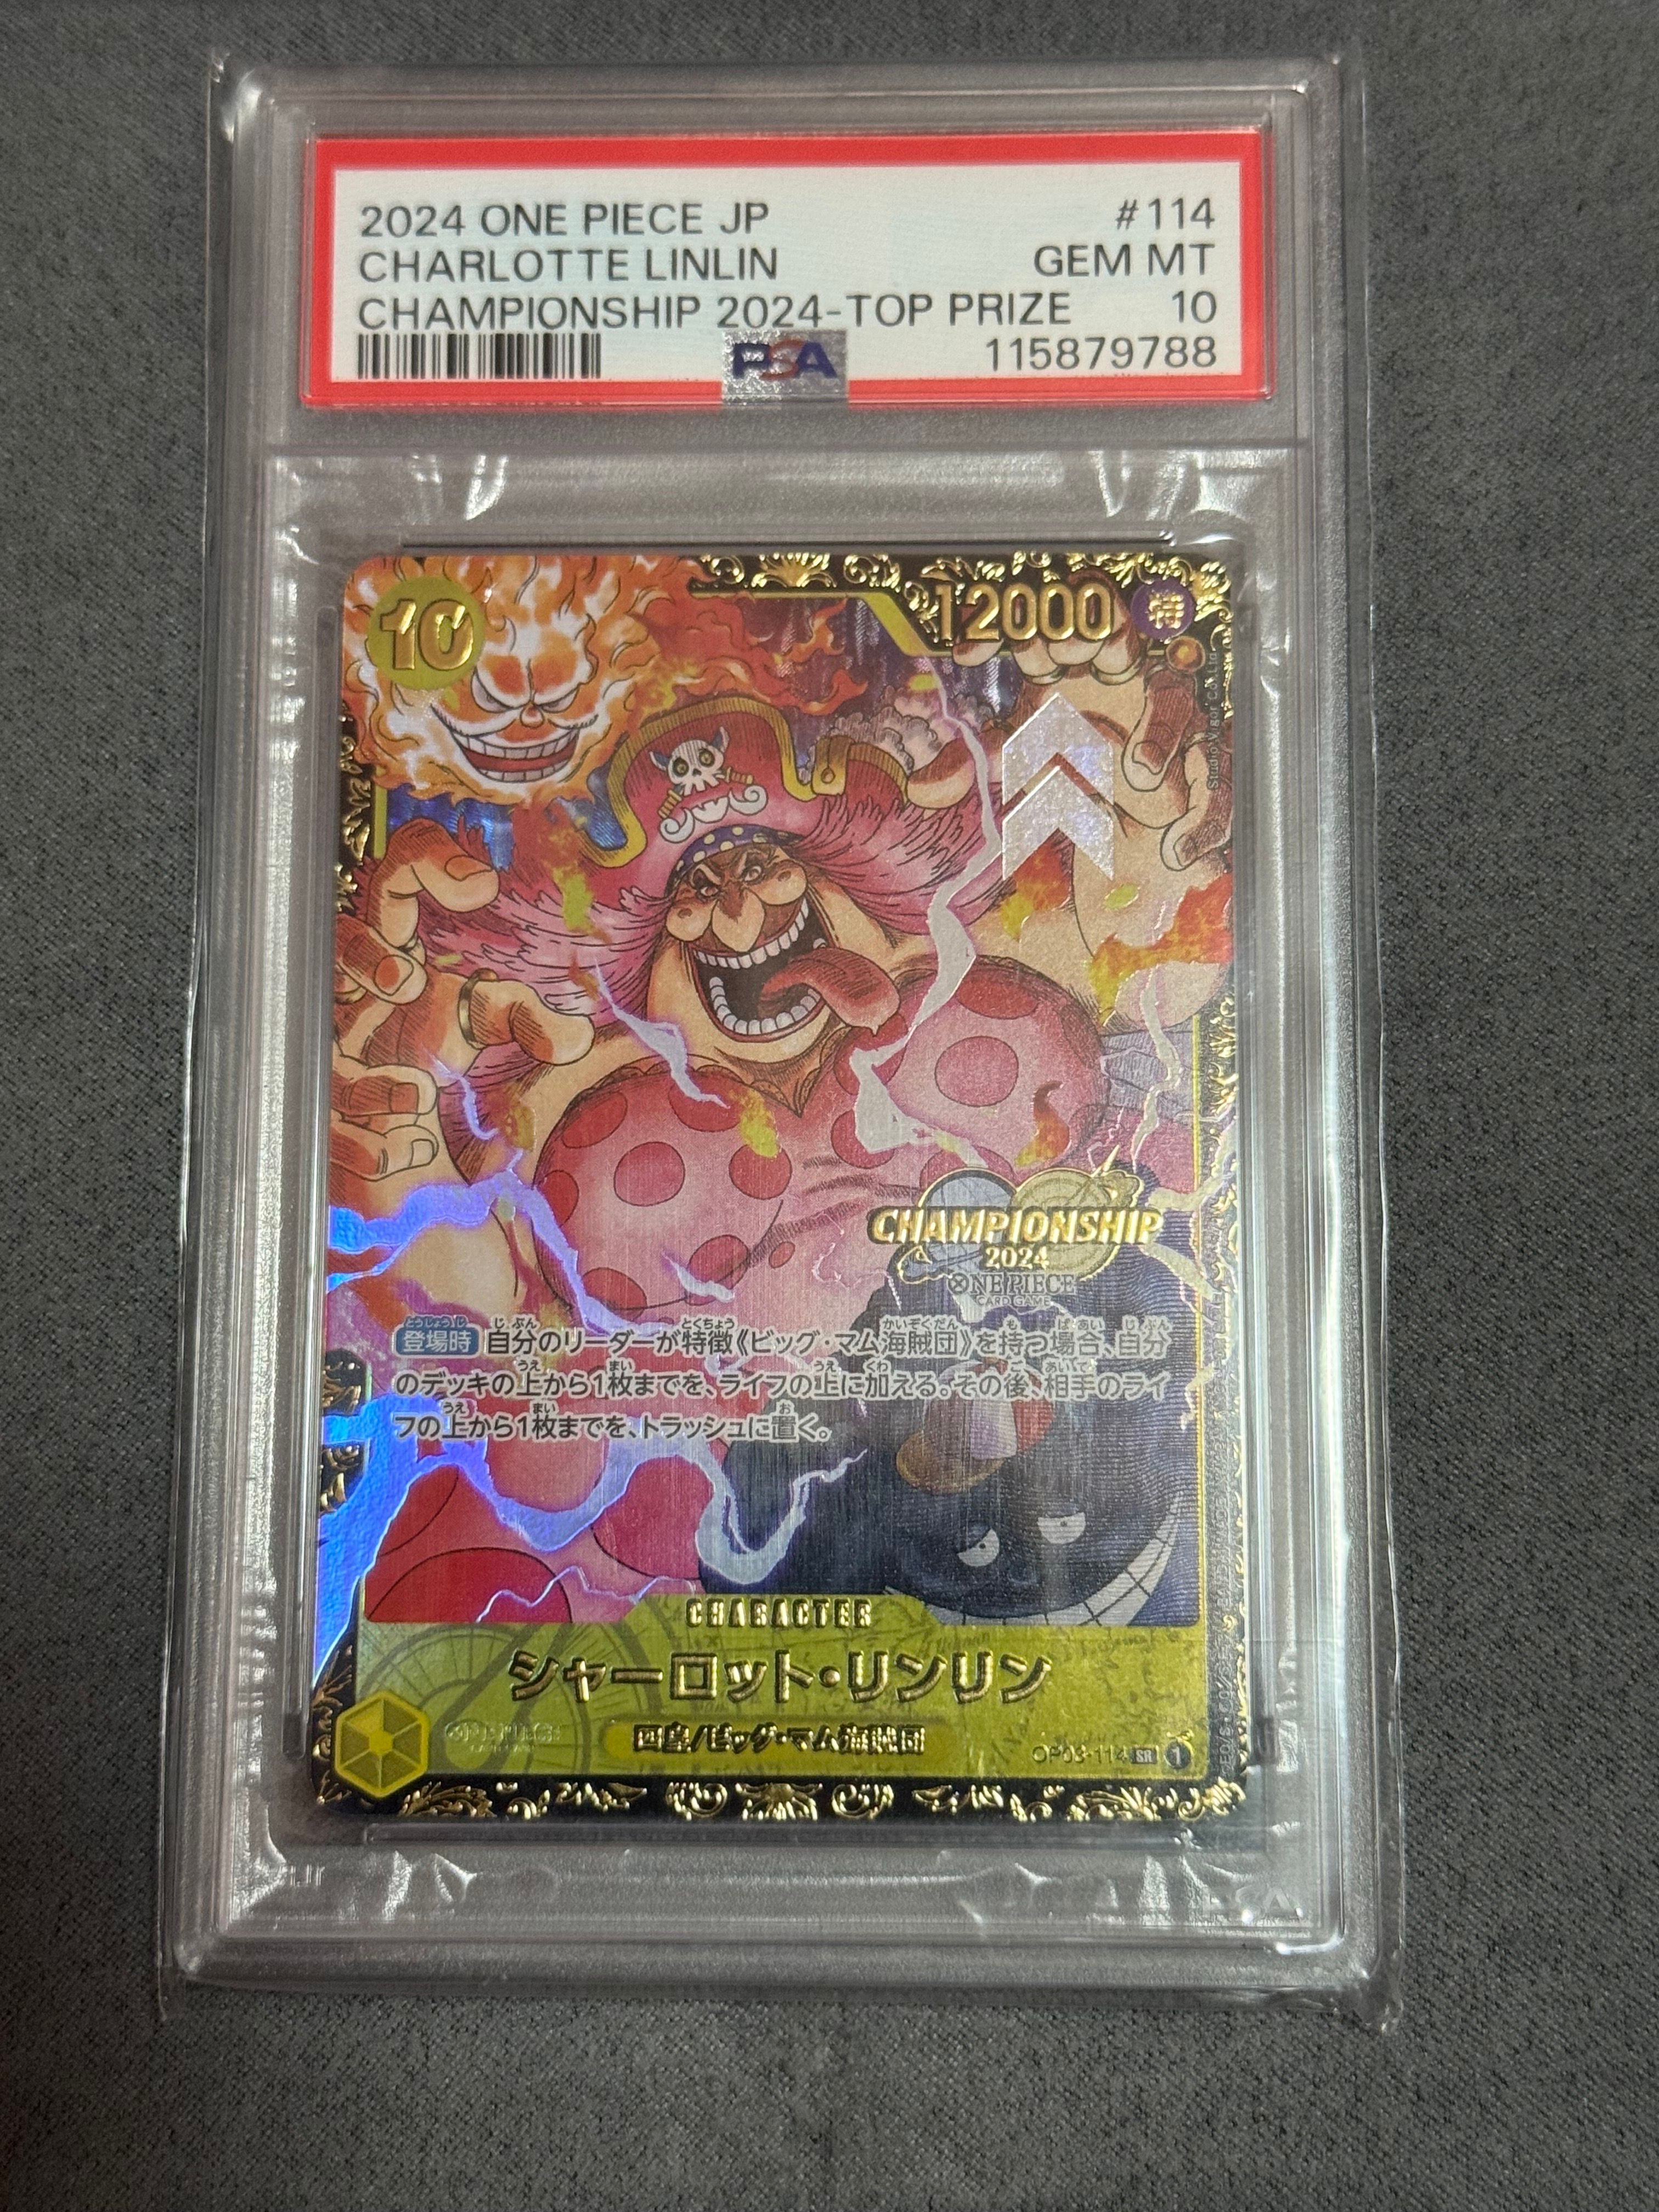 2024 ONE PIECE JP #114
CHARLOTTE LINLIN GEM MT
CHAMPIONSHIP 2024-TOP PRIZE 10
PSA 115879788
10
12000 特
CHAMPIONSHIP
2024
ONE PIECE
CARD GAME
登場時 自分のリーダーが特徴《ビッグ・マム海賊団》を持つ場合、自分
のデッキの上から1枚までを、ライフの上に加える。その後、相手のライ
フの上から1枚までを、トラッシュに置く。
CHARACTER
シャーロット・リンリン
四皇/ビッグ・マム海賊団
OP03-114 SR 1